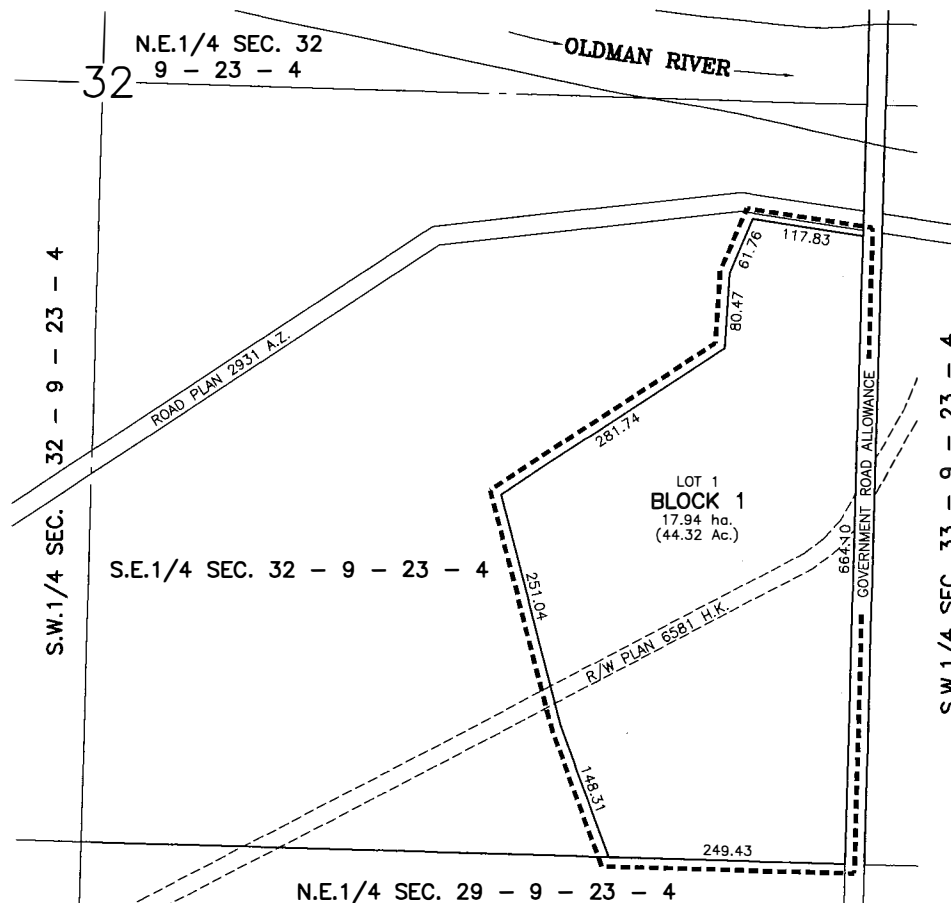 N.E.1/4 SEC. 32
9 - 23 - 4
32
OLDMAN RIVER
117.83
61.76
80.47
S.W.1/4 SEC. 32 - 9 - 23 - 4
ROAD PLAN 2931 A.Z.
281.74
GOVERNMENT ROAD ALLOWANCE
LOT 1
BLOCK 1
17.94 ha.
(44.32 Ac.)
664.10
S.W.1/4 SEC. 33 - 9 - 23 - 4
S.E.1/4 SEC. 32 - 9 - 23 - 4
251.04
R/W PLAN 6581 H.K.
148.31
249.43
N.E.1/4 SEC. 29 - 9 - 23 - 4